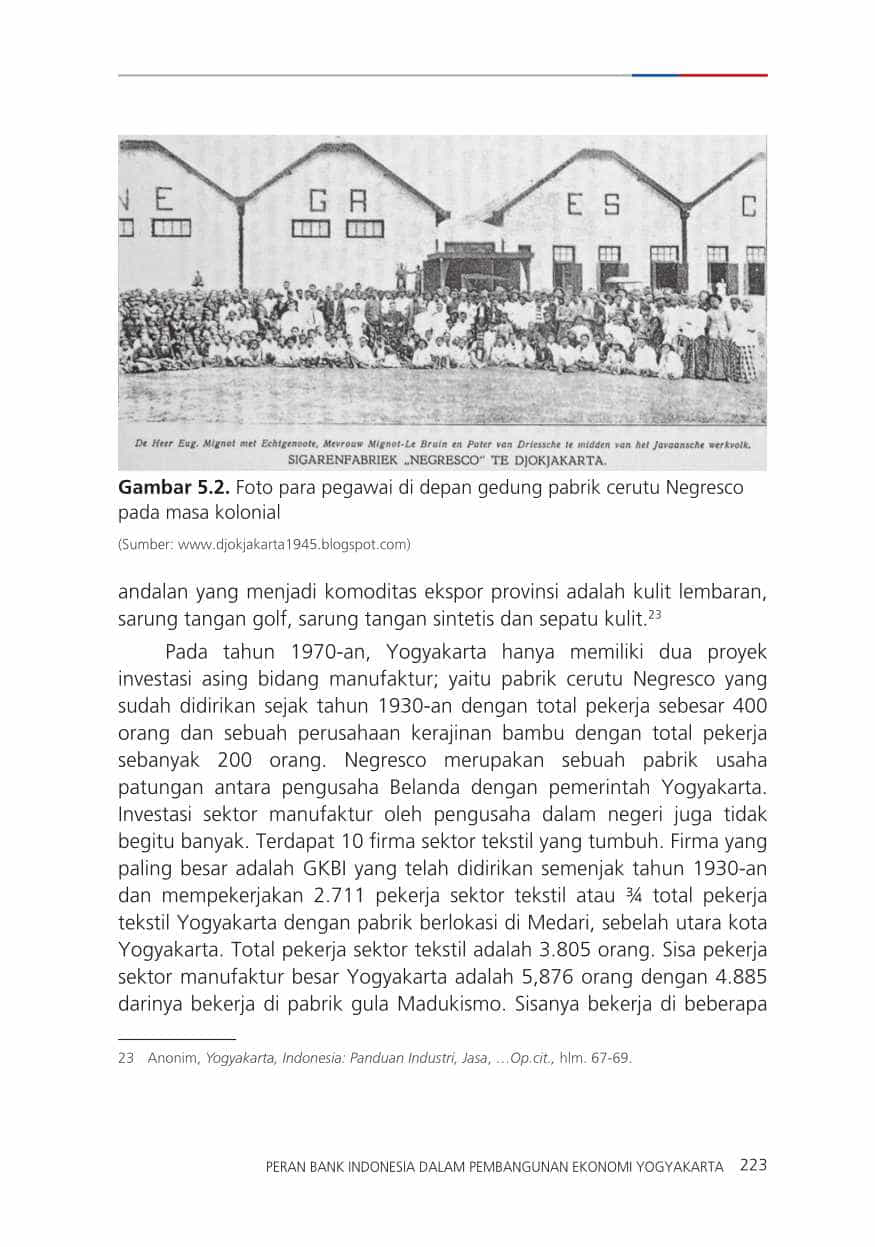 NE GA ES C
De Heer Eug. Mignot met Echtgenoote, Mevrouw Mignot-Le Bruin en Pater van Driessche te midden van het Javaansche werkvolk.
SIGARENFABRIEK „NEGRESCO” TE DJOKJAKARTA.
Gambar 5.2. Foto para pegawai di depan gedung pabrik cerutu Negresco
pada masa kolonial
(Sumber: www.djokjakarta1945.blogspot.com)
andalan yang menjadi komoditas ekspor provinsi adalah kulit lembaran,
sarung tangan golf, sarung tangan sintetis dan sepatu kulit.23
Pada tahun 1970-an, Yogyakarta hanya memiliki dua proyek
investasi asing bidang manufaktur; yaitu pabrik cerutu Negresco yang
sudah didirikan sejak tahun 1930-an dengan total pekerja sebesar 400
orang dan sebuah perusahaan kerajinan bambu dengan total pekerja
sebanyak 200 orang. Negresco merupakan sebuah pabrik usaha
patungan antara pengusaha Belanda dengan pemerintah Yogyakarta.
Investasi sektor manufaktur oleh pengusaha dalam negeri juga tidak
begitu banyak. Terdapat 10 firma sektor tekstil yang tumbuh. Firma yang
paling besar adalah GKBI yang telah didirikan semenjak tahun 1930-an
dan mempekerjakan 2.711 pekerja sektor tekstil atau ¾ total pekerja
tekstil Yogyakarta dengan pabrik berlokasi di Medari, sebelah utara kota
Yogyakarta. Total pekerja sektor tekstil adalah 3.805 orang. Sisa pekerja
sektor manufaktur besar Yogyakarta adalah 5,876 orang dengan 4.885
darinya bekerja di pabrik gula Madukismo. Sisanya bekerja di beberapa
23 Anonim, Yogyakarta, Indonesia: Panduan Industri, Jasa, …Op.cit., hlm. 67-69.
PERAN BANK INDONESIA DALAM PEMBANGUNAN EKONOMI YOGYAKARTA 223